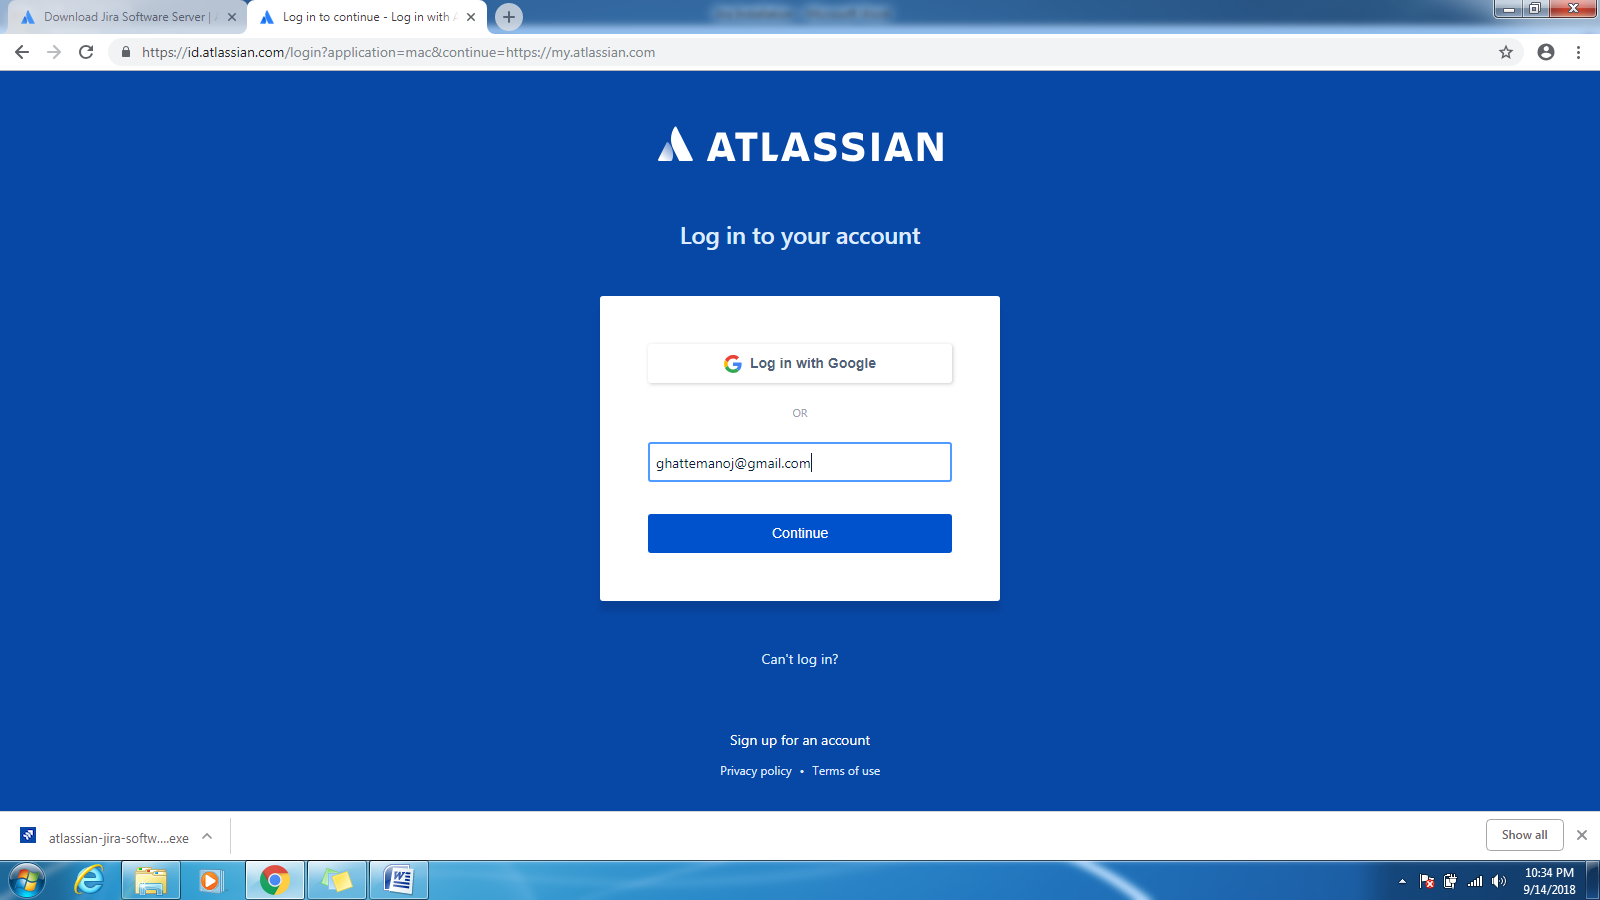 Download Jira Software Server |
Log in to continue - Log in with
https://id.atlassian.com/login?application=mac&continue=https://my.atlassian.com
ATLASSIAN
Log in to your account
Log in with Google
OR
ghattemanoj@gmail.com
Continue
Can't log in?
Sign up for an account
Privacy policy • Terms of use
atlassian-jira-softw....exe
Show all
10:34 PM
9/14/2018